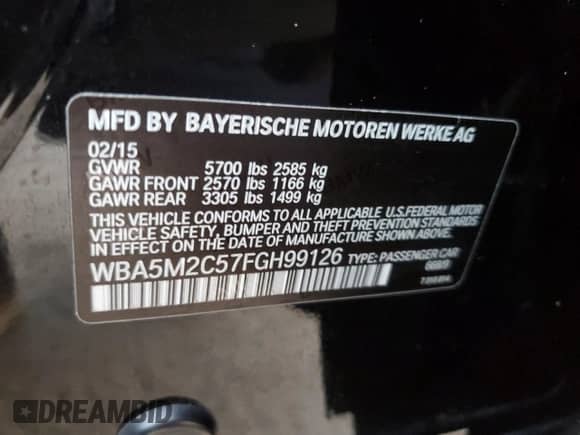 MFD BY BAYERISCHE MOTOREN WERKE AG
02/15
GVWR 5700 lbs 2585 kg
GAWR FRONT 2570 lbs 1166 kg
GAWR REAR 3305 lbs 1499 kg
THIS VEHICLE CONFORMS TO ALL APPLICABLE U.S. FEDERAL MOTOR
VEHICLE SAFETY, BUMPER AND THEFT PREVENTION STANDARDS
IN EFFECT ON THE DATE OF MANUFACTURE SHOWN ABOVE.
WBA5M2C57FGH99126 TYPE: PASSENGER CAR
DREAMBID